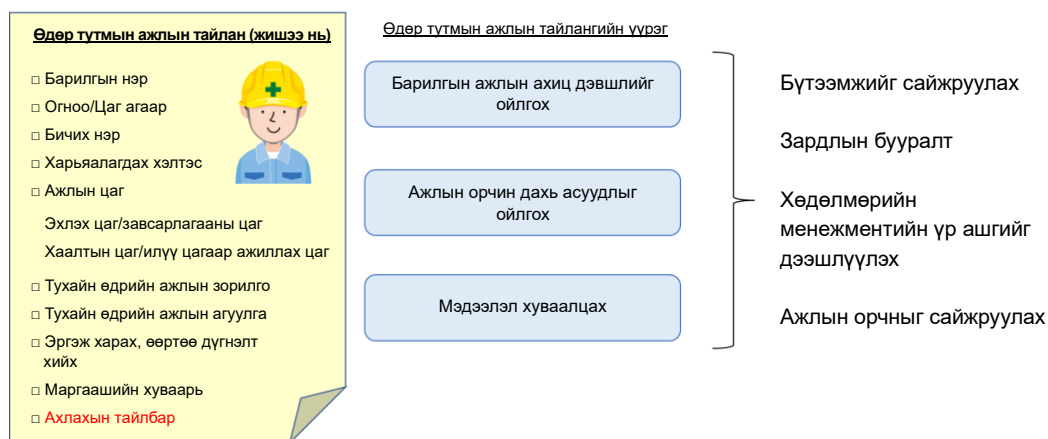 Өдөр тутмын ажлын тайлан (жишээ нь)
□ Барилгын нэр
□ Огноо/Цаг агаар
□ Бичих нэр
□ Харьяалагдах хэлтэс
□ Ажлын цаг
Эхлэх цаг/завсарлагааны цаг
Хаалтын цаг/илүү цагаар ажиллах цаг
□ Тухайн өдрийн ажлын зорилго
□ Тухайн өдрийн ажлын агуулга
□ Эргэж харах, өөртөө дүгнэлт
хийх
□ Маргаашийн хуваарь
□ Ахлахын тайлбар
Өдөр тутмын ажлын тайлангийн үүрэг
Барилгын ажлын ахиц дэвшлийг
ойлгох
Ажлын орчин дахь асуудлыг
ойлгох
Мэдээлэл хуваалцах
Бүтээмжийг сайжруулах
Зардлын бууралт
Хөдөлмөрийн
менежментийн үр ашгийг
дээшлүүлэх
Ажлын орчныг сайжруулах